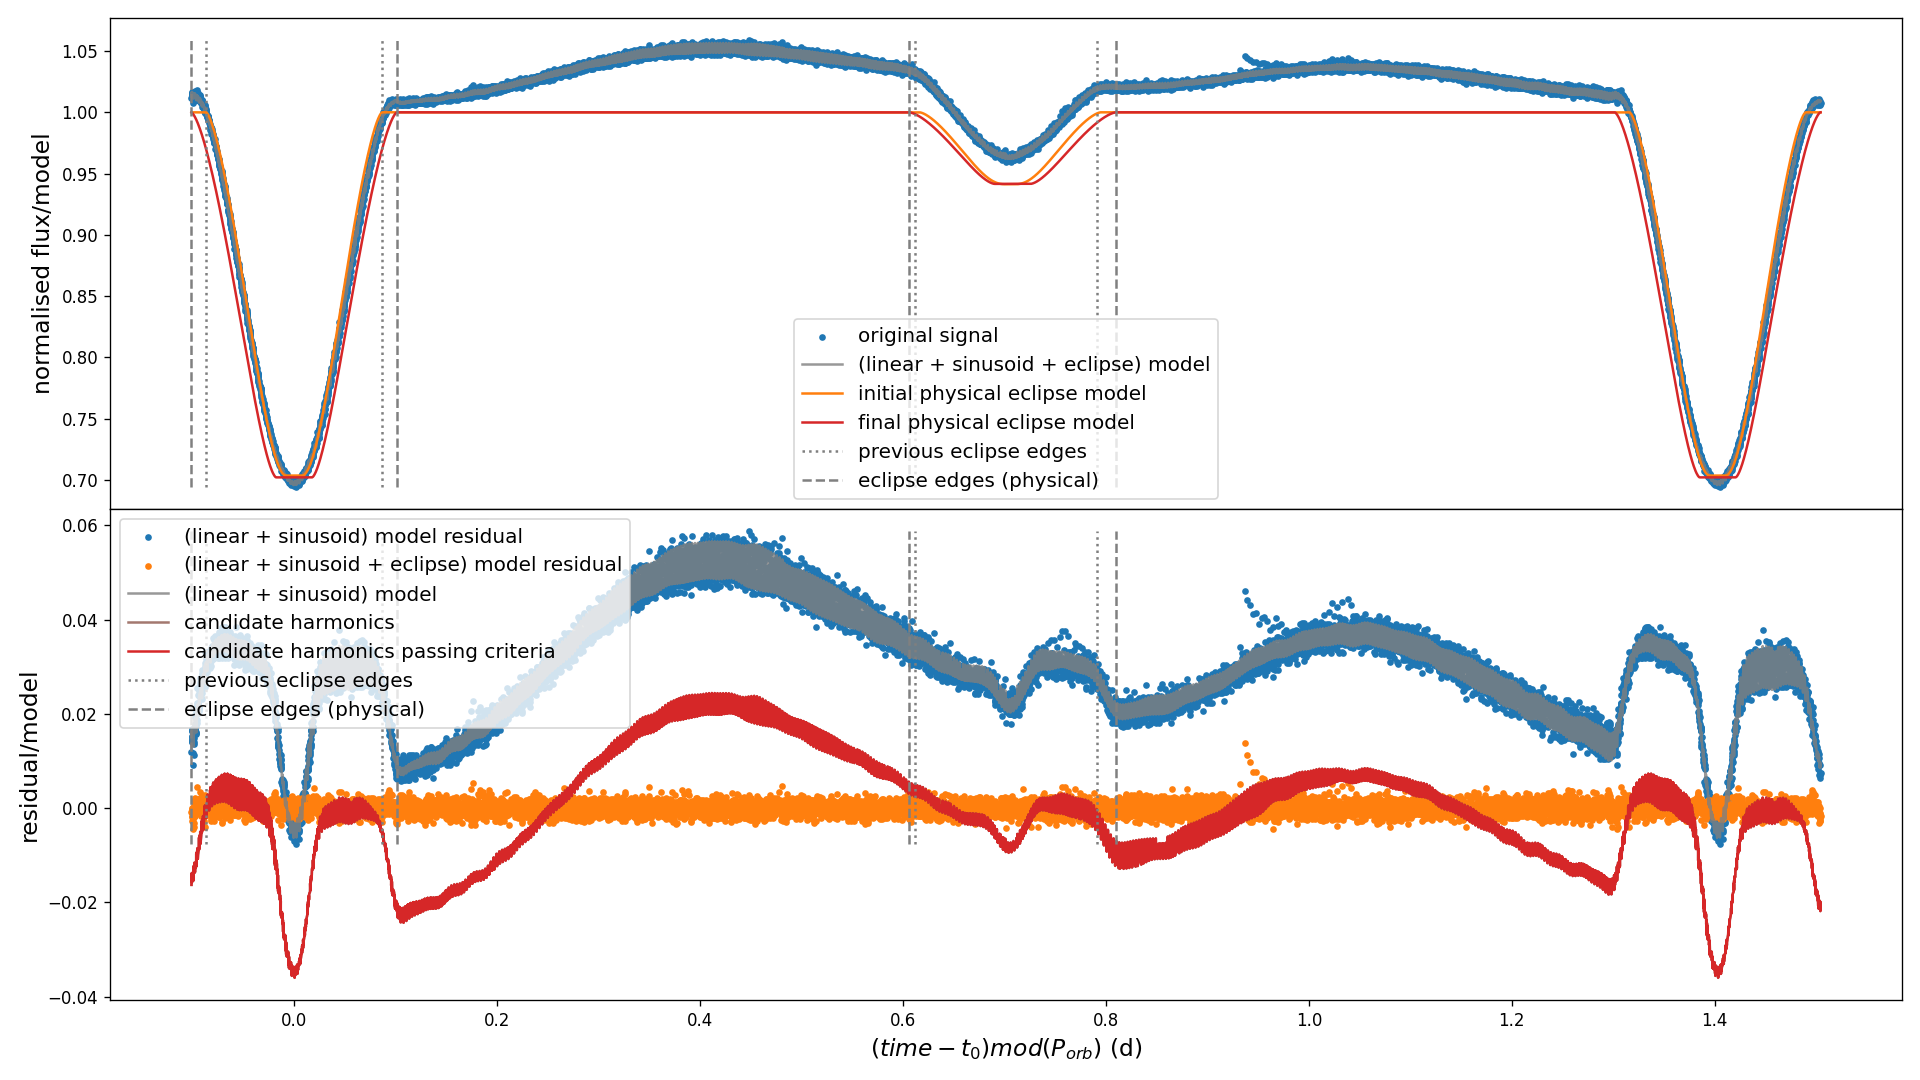 normalised flux/model
1.05
1.00
0.95
0.90
0.85
0.80
0.75
0.70
original signal
(linear + sinusoid + eclipse) model
initial physical eclipse model
final physical eclipse model
previous eclipse edges
eclipse edges (physical)
residual/model
0.06
0.04
0.02
0.00
−0.02
−0.04
(linear + sinusoid) model residual
(linear + sinusoid + eclipse) model residual
(linear + sinusoid) model
candidate harmonics
candidate harmonics passing criteria
previous eclipse edges
eclipse edges (physical)
0.0 0.2 0.4 0.6 0.8 1.0 1.2 1.4
(time − t₀)mod(P_orb) (d)